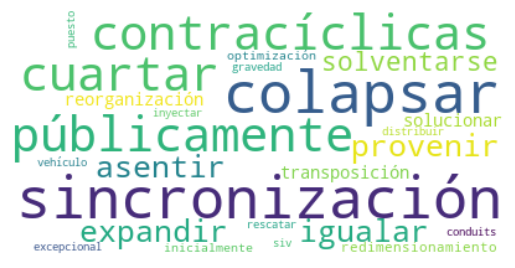 puesto contracíclicas
optimización
cuartar gravedad solventarse
reorganización colapsar
inyectar solucionar
públicamente distribuir
provenir
vehículo asentir transposición
sincronización
expandir rescatar igualar conduits
excepcional inicialmente siv redimensionamiento